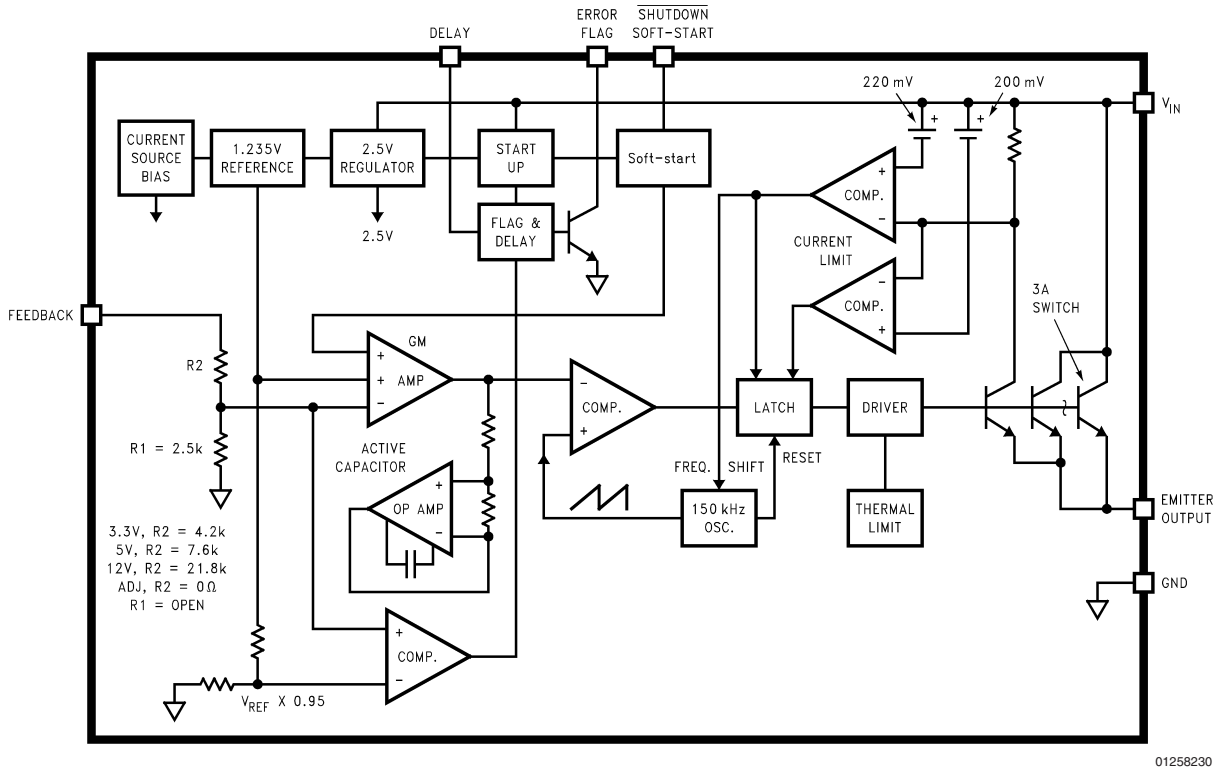 DELAY
ERROR
FLAG
SHUTDOWN
SOFT-START
220 mV
200 mV
VIN
CURRENT
SOURCE
BIAS
1.235V
REFERENCE
2.5V
REGULATOR
START
UP
Soft-start
2.5V
FLAG &
DELAY
+
COMP.
-
CURRENT
LIMIT
-
COMP.
+
3A
SWITCH
FEEDBACK
R2
R1 = 2.5k
GM
+
+ AMP
-
-
COMP.
+
LATCH
DRIVER
ACTIVE
CAPACITOR
+
OP AMP
-
FREQ. SHIFT
RESET
150 kHz
OSC.
THERMAL
LIMIT
EMITTER
OUTPUT
3.3V, R2 = 4.2k
5V, R2 = 7.6k
12V, R2 = 21.8k
ADJ, R2 = 0Ω
R1 = OPEN
GND
+
COMP.
-
VREF X 0.95
01258230